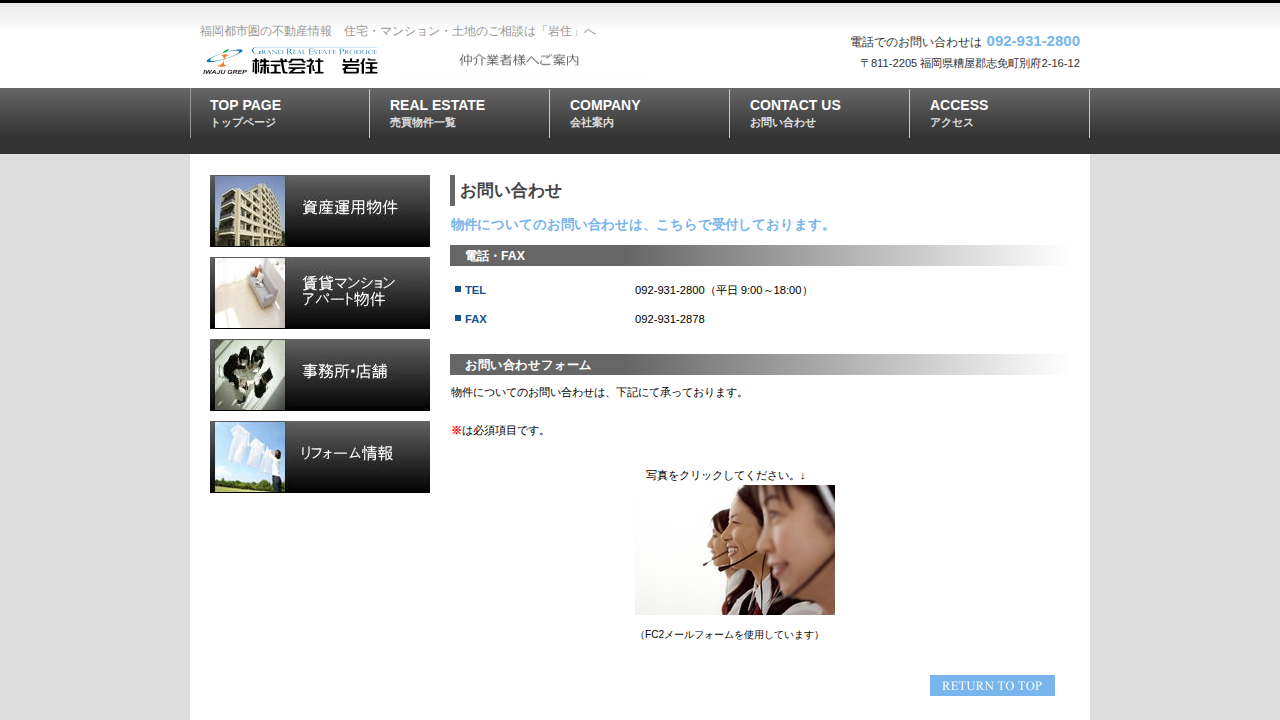 福岡都市圏の不動産情報　住宅・マンション・土地のご相談は「岩住」へ
IWAJU GREP
GRAND REAL ESTATE PRODUCE
株式会社　岩住
仲介業者様へご案内
電話でのお問い合わせは 092-931-2800
〒811-2205 福岡県糟屋郡志免町別府2-16-12
TOP PAGE
トップページ
REAL ESTATE
売買物件一覧
COMPANY
会社案内
CONTACT US
お問い合わせ
ACCESS
アクセス
資産運用物件
賃貸マンション
アパート物件
事務所・店舗
リフォーム情報
お問い合わせ
物件についてのお問い合わせは、こちらで受付しております。
電話・FAX
TEL 092-931-2800（平日 9:00～18:00）
FAX 092-931-2878
お問い合わせフォーム
物件についてのお問い合わせは、下記にて承っております。
※は必須項目です。
写真をクリックしてください。↓
（FC2メールフォームを使用しています）
RETURN TO TOP